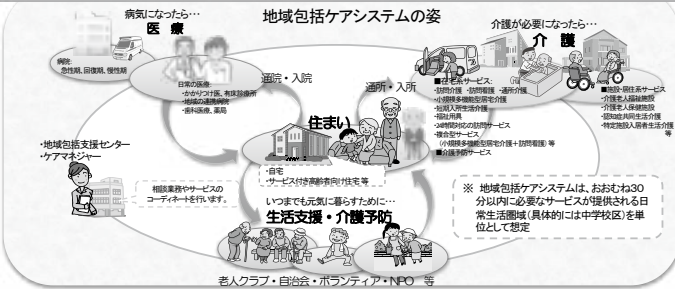 地域包括ケアシステムの姿
病気になったら…
医 療
病院:
急性期、回復期、慢性期
日常の医療:
・かかりつけ医、有床診療所
・地域の連携病院
・歯科医療、薬局
通院・入院
通所・入所
介護が必要になったら…
介 護
■在宅系サービス:
・訪問介護 ・訪問看護 ・通所介護
・小規模多機能型居宅介護
・短期入所生活介護
・福祉用具
・24時間対応の訪問サービス
・複合型サービス
（小規模多機能型居宅介護＋訪問看護）等
■介護予防サービス
■施設・居住系サービス
・介護老人福祉施設
・介護老人保健施設
・認知症共同生活介護
・特定施設入居者生活介護
等
住まい
・自宅
・サービス付き高齢者向け住宅 等
・地域包括支援センター
・ケアマネジャー
相談業務やサービスの
コーディネートを行います。
いつまでも元気に暮らすために…
生活支援・介護予防
老人クラブ・自治会・ボランティア・NPO 等
※ 地域包括ケアシステムは、おおむね30
分以内に必要なサービスが提供される日
常生活圏域（具体的には中学校区）を単
位として想定